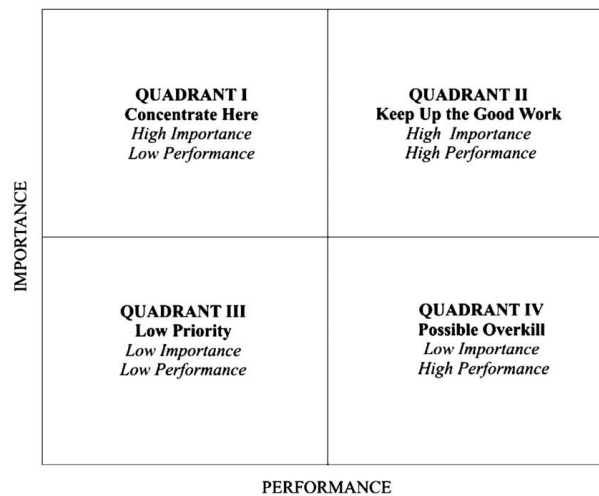 QUADRANT I
Concentrate Here
High Importance
Low Performance
QUADRANT II
Keep Up the Good Work
High Importance
High Performance
IMPORTANCE
QUADRANT III
Low Priority
Low Importance
Low Performance
QUADRANT IV
Possible Overkill
Low Importance
High Performance
PERFORMANCE